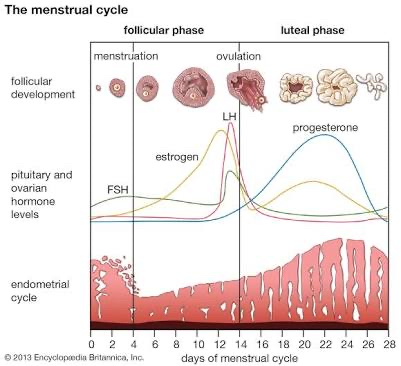 The menstrual cycle
follicular phase
luteal phase
menstruation
ovulation
follicular
development
LH
progesterone
estrogen
pituitary and
ovarian
hormone
levels
FSH
endometrial
cycle
0 2 4 6 8 10 12 14 16 18 20 22 24 26 28
© 2013 Encyclopædia Britannica, Inc.
days of menstrual cycle